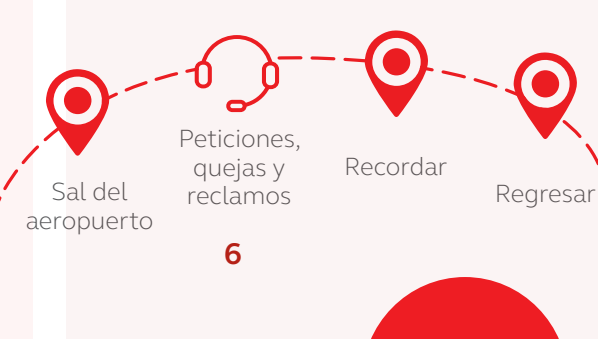 Sal del
aeropuerto
Peticiones,
quejas y
reclamos
6
Recordar
Regresar